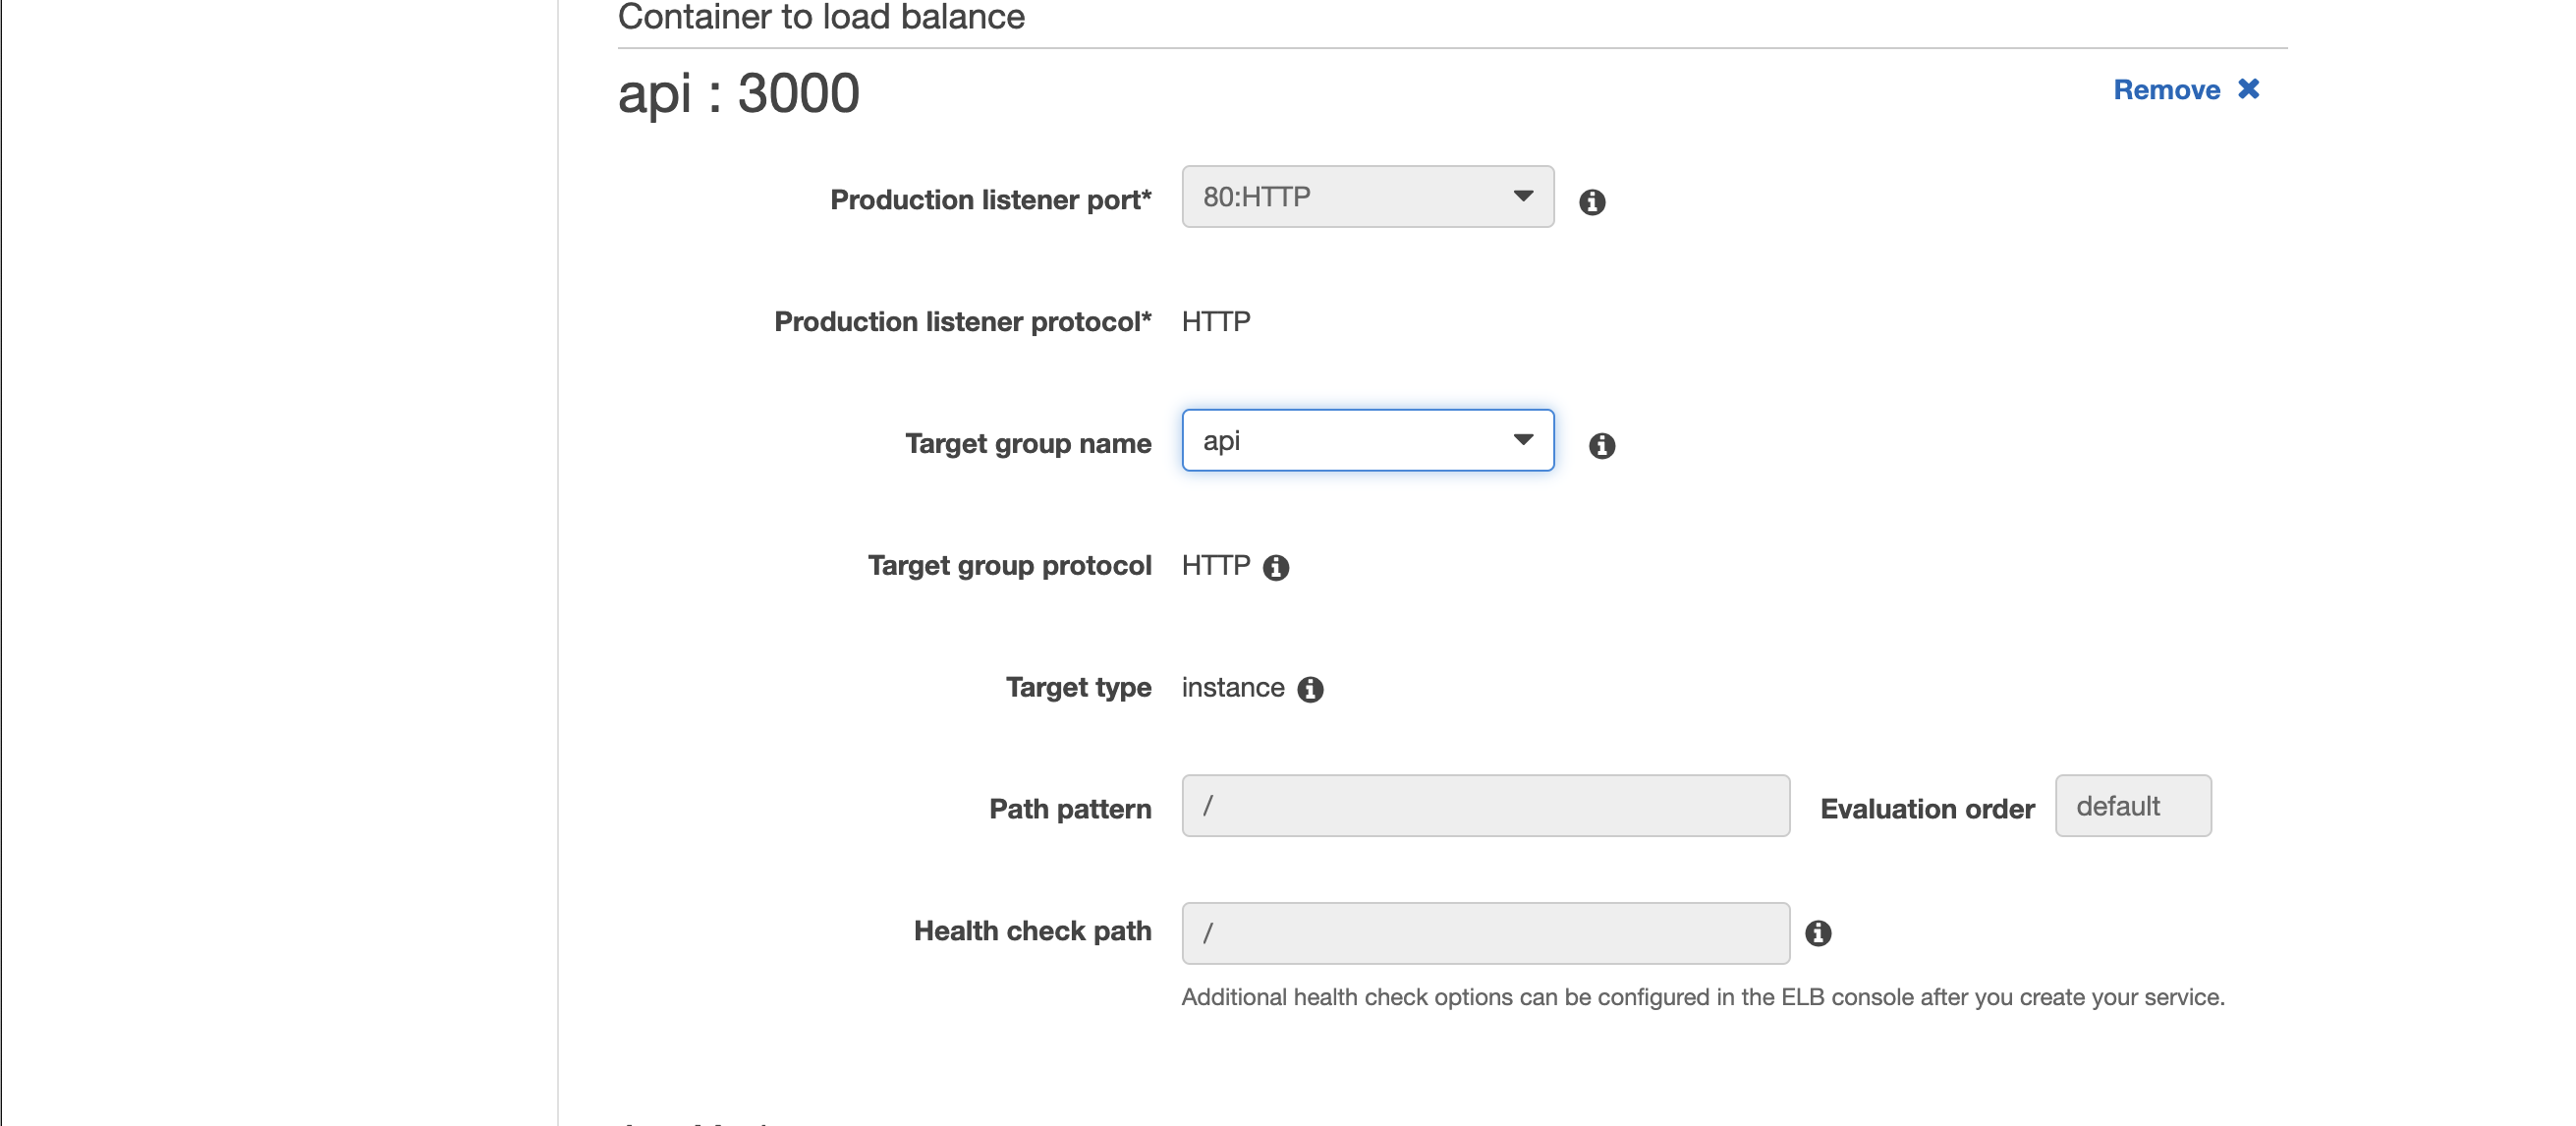 Container to load balance
api : 3000
Remove ✖
Production listener port* 80:HTTP
Production listener protocol* HTTP
Target group name api
Target group protocol HTTP
Target type instance
Path pattern / Evaluation order default
Health check path /
Additional health check options can be configured in the ELB console after you create your service.